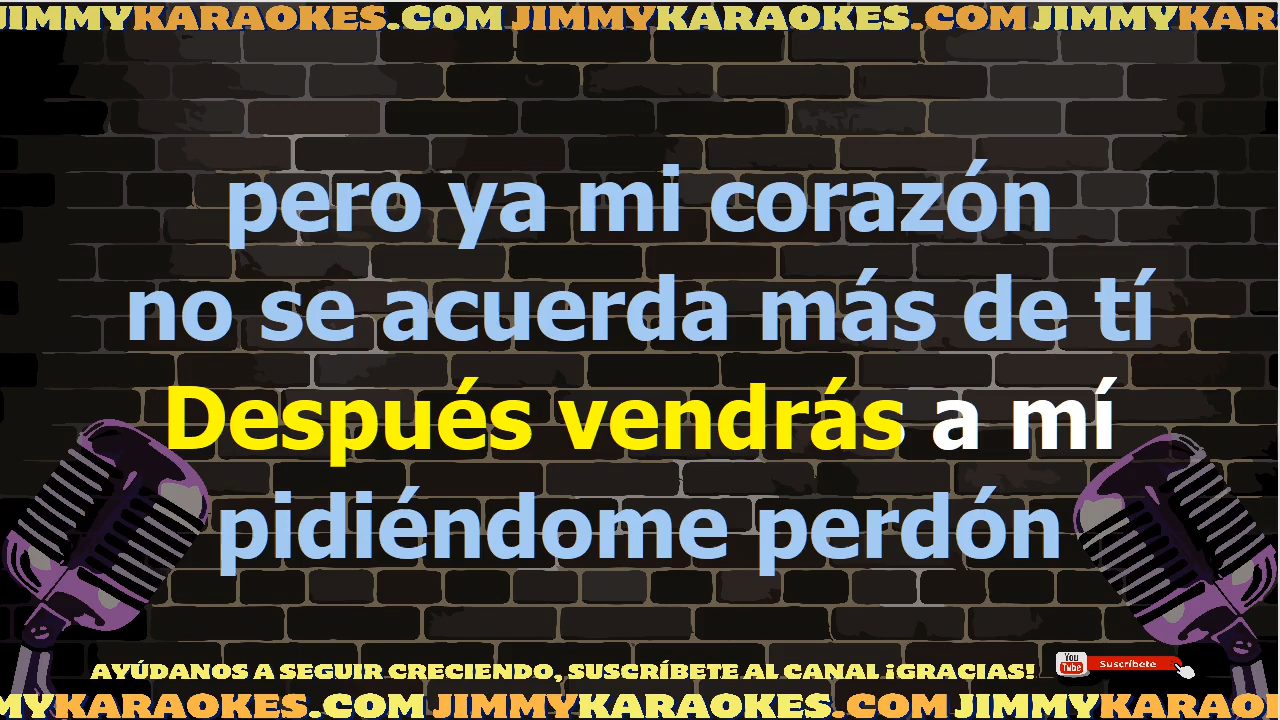 JIMMYKARAOKES.COM JIMMYKARAOKES.COM JIMMYKAR
pero ya mi corazón
no se acuerda más de tí
Después vendrás a mí
pidiéndome perdón
AYÚDANOS A SEGUIR CRECIENDO, SUSCRÍBETE AL CANAL ¡GRACIAS!
You Tube Suscríbete
MYKARAOKES.COM JIMMYKARAOKES.COM JIMMYKARAO